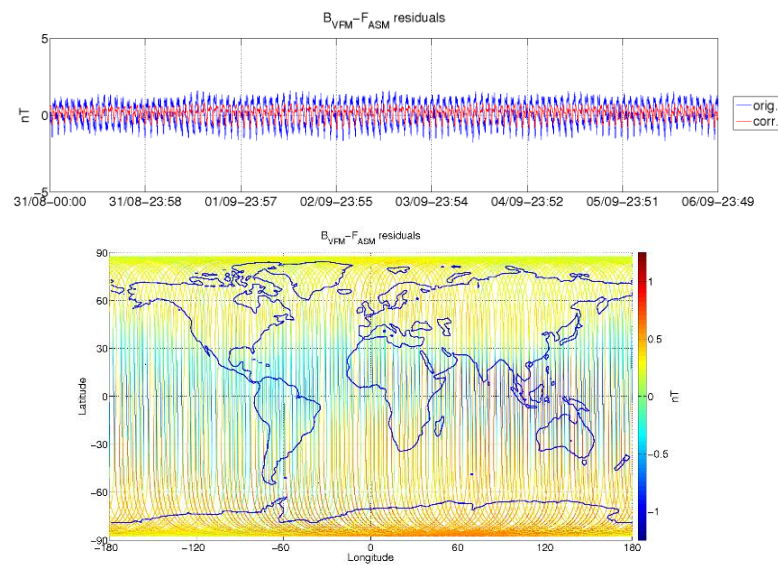 B_VFM−F_ASM residuals
5
0
−5
nT
31/08−00:00 31/08−23:58 01/09−23:57 02/09−23:55 03/09−23:54 04/09−23:52 05/09−23:51 06/09−23:49
orig.
corr.
B_VFM−F_ASM residuals
90
60
30
0
−30
−60
−90
Latitude
−180 −120 −60 0 60 120 180
Longitude
1
0.5
0
−0.5
−1
nT